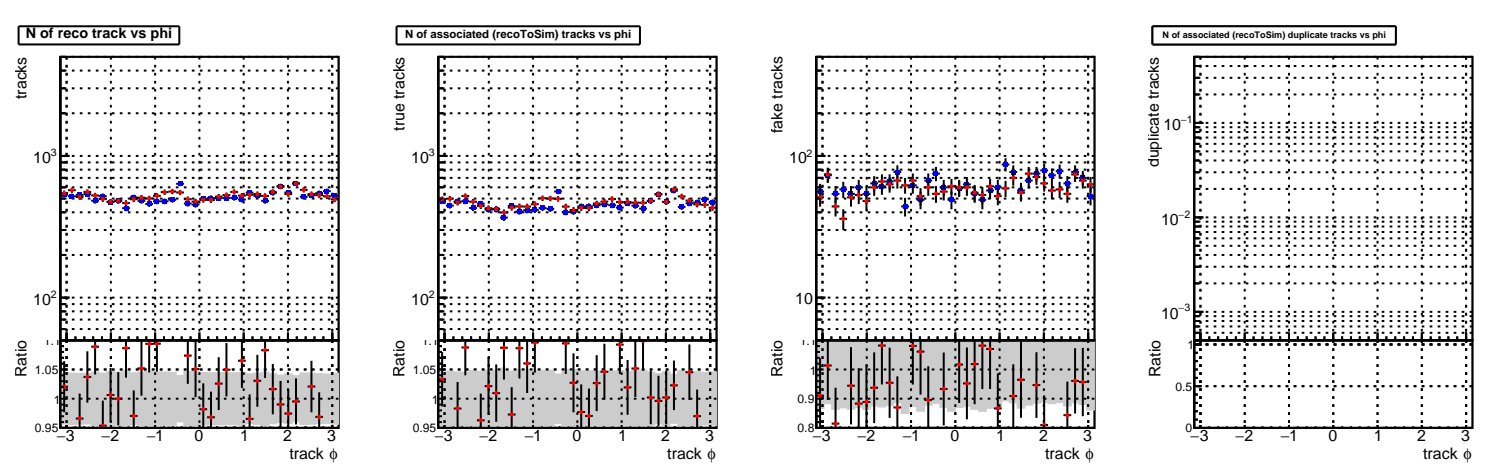 N of reco track vs phi
tracks
10³
10²
Ratio
1.05
1
0.95
−3 −2 −1 0 1 2 3
track ϕ
N of associated (recoToSim) tracks vs phi
true tracks
10³
10²
Ratio
1.05
1
0.95
−3 −2 −1 0 1 2 3
track ϕ
fake tracks
10²
10
Ratio
1
0.9
0.8
−3 −2 −1 0 1 2 3
track ϕ
N of associated (recoToSim) duplicate tracks vs phi
duplicate tracks
10⁻¹
10⁻²
10⁻³
Ratio
1
0.5
0
−3 −2 −1 0 1 2 3
track ϕ